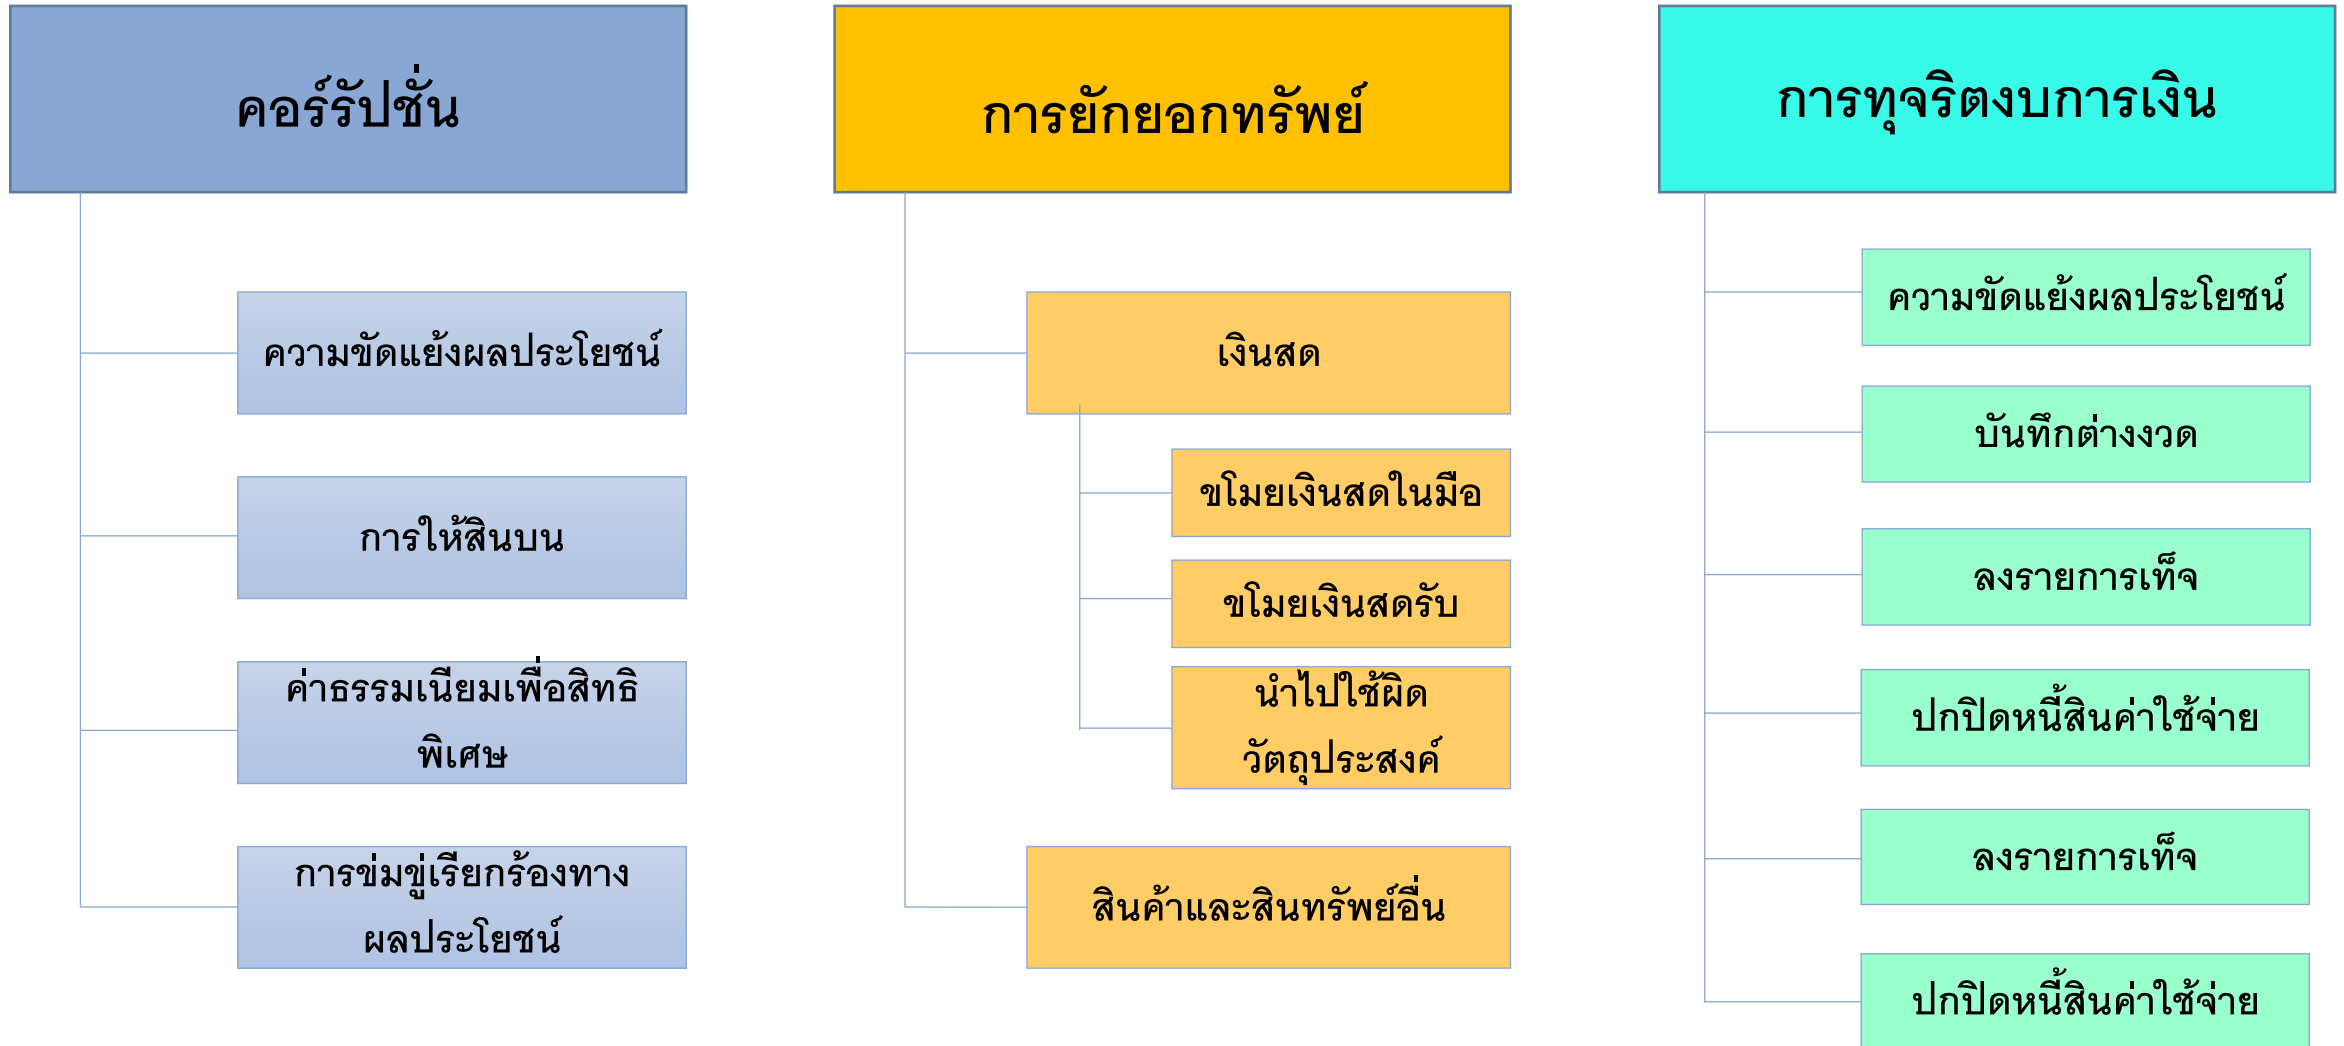 คอร์รัปชั่น
ความขัดแย้งผลประโยชน์
การให้สินบน
ค่าธรรมเนียมเพื่อสิทธิ
พิเศษ
การข่มขู่เรียกร้องทาง
ผลประโยชน์
การยักยอกทรัพย์
เงินสด
ขโมยเงินสดในมือ
ขโมยเงินสดรับ
นำไปใช้ผิด
วัตถุประสงค์
สินค้าและสินทรัพย์อื่น
การทุจริตงบการเงิน
ความขัดแย้งผลประโยชน์
บันทึกต่างงวด
ลงรายการเท็จ
ปกปิดหนี้สินค่าใช้จ่าย
ลงรายการเท็จ
ปกปิดหนี้สินค่าใช้จ่าย